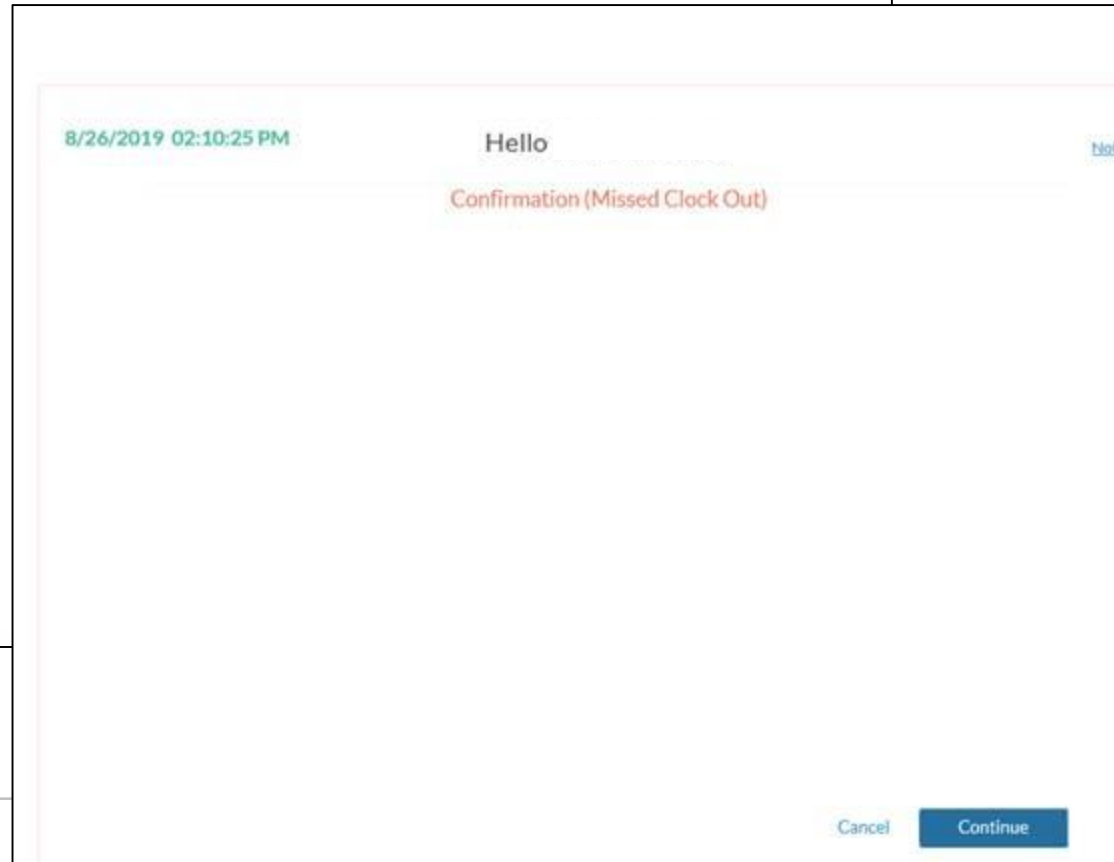 8/26/2019 02:10:25 PM
Hello
Confirmation (Missed Clock Out)
Cancel
Continue